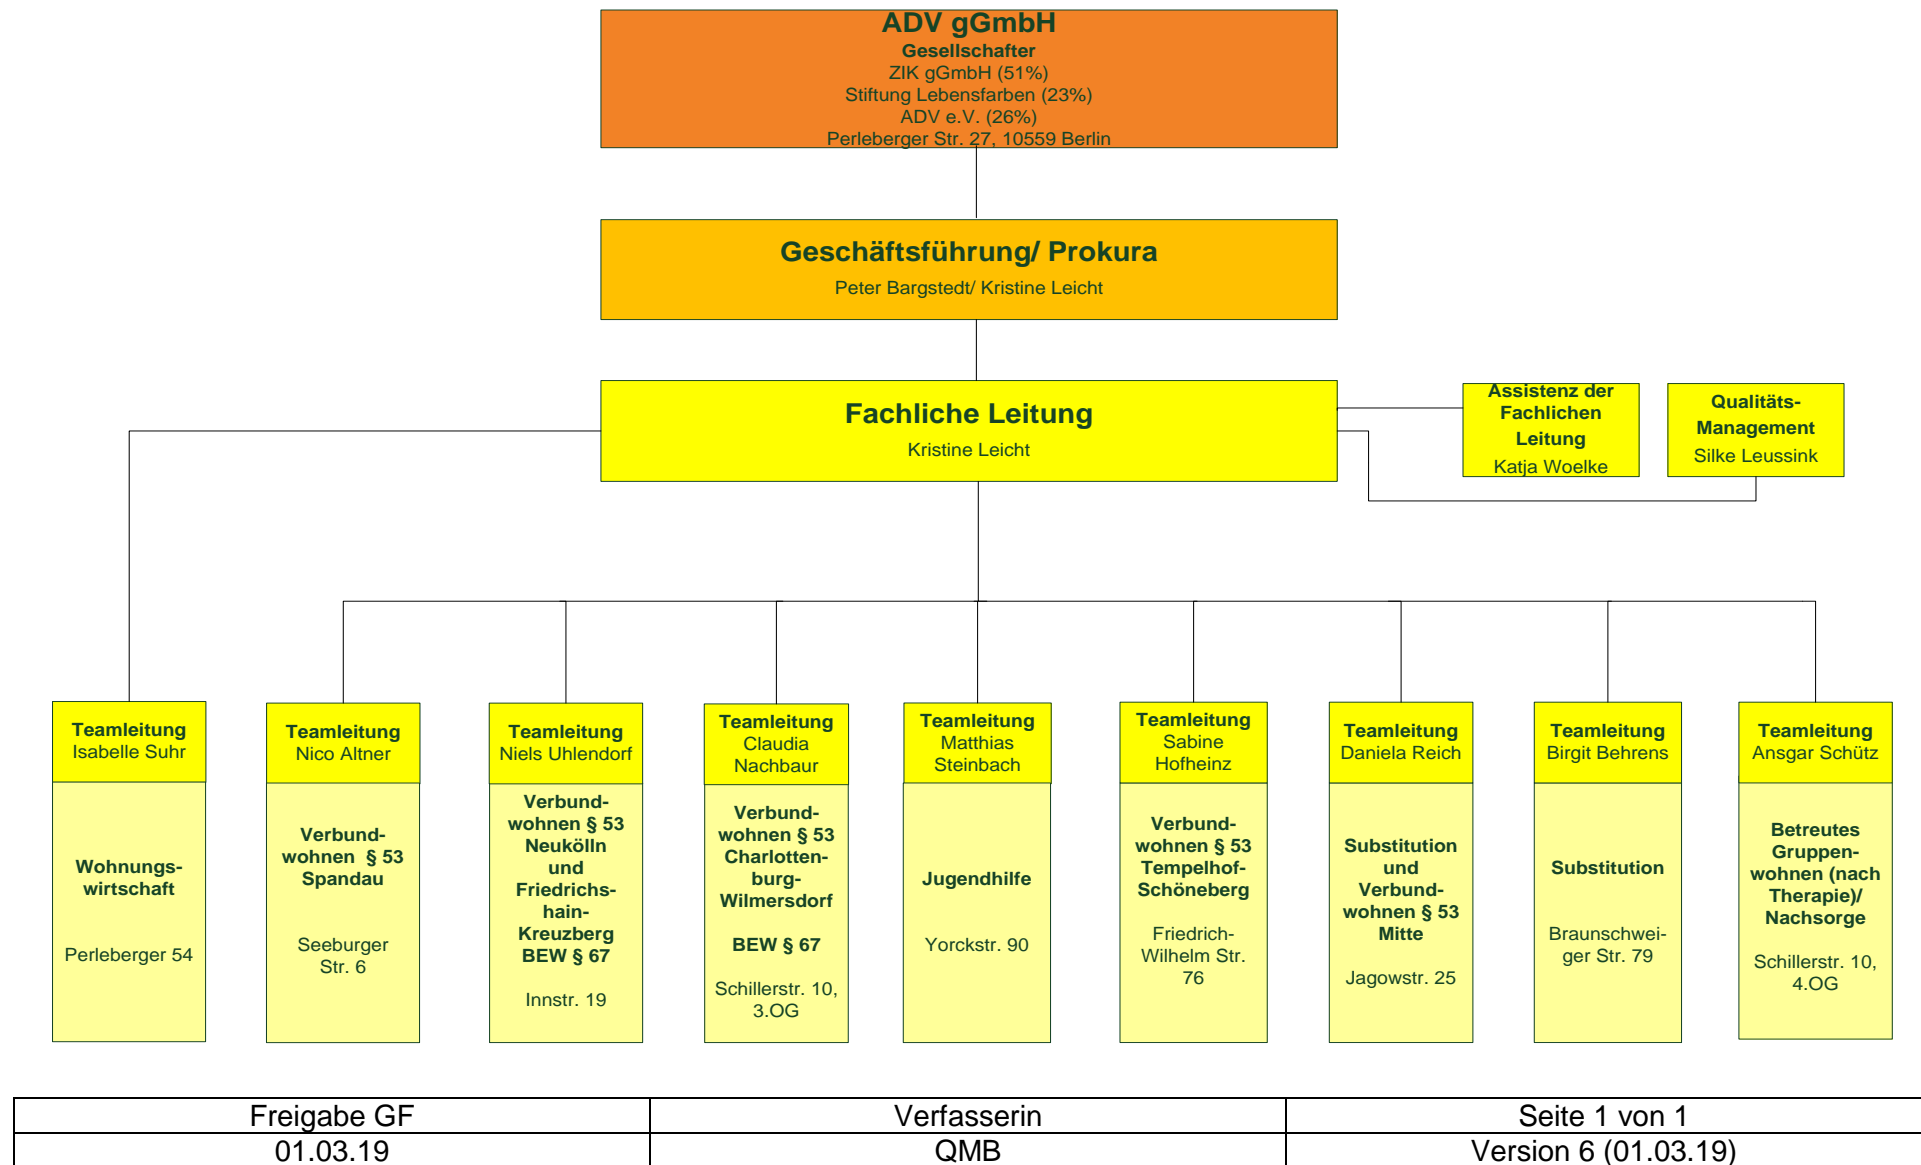 ADV gGmbH
Gesellschafter
ZIK gGmbH (51%)
Stiftung Lebensfarben (23%)
ADV e.V. (26%)
Perleberger Str. 27, 10559 Berlin
Geschäftsführung/ Prokura
Peter Bargstedt/ Kristine Leicht
Fachliche Leitung
Kristine Leicht
Assistenz der
Fachlichen
Leitung
Katja Woelke
Qualitäts-
Management
Silke Leussink
Teamleitung
Isabelle Suhr
Wohnungs-
wirtschaft
Perleberger 54
Teamleitung
Nico Altner
Verbund-
wohnen § 53
Spandau
Seeburger
Str. 6
Teamleitung
Niels Uhlendorf
Verbund-
wohnen § 53
Neukölln
und
Friedrichs-
hain-
Kreuzberg
BEW § 67
Innstr. 19
Teamleitung
Claudia
Nachbaur
Verbund-
wohnen § 53
Charlotten-
burg-
Wilmersdorf
BEW § 67
Schillerstr. 10,
3.OG
Teamleitung
Matthias
Steinbach
Jugendhilfe
Yorckstr. 90
Teamleitung
Sabine
Hofheinz
Verbund-
wohnen § 53
Tempelhof-
Schöneberg
Friedrich-
Wilhelm Str.
76
Teamleitung
Daniela Reich
Substitution
und
Verbund-
wohnen § 53
Mitte
Jagowstr. 25
Teamleitung
Birgit Behrens
Substitution
Braunschwei-
ger Str. 79
Teamleitung
Ansgar Schütz
Betreutes
Gruppen-
wohnen (nach
Therapie)/
Nachsorge
Schillerstr. 10,
4.OG
Freigabe GF
Verfasserin
Seite 1 von 1
01.03.19
QMB
Version 6 (01.03.19)